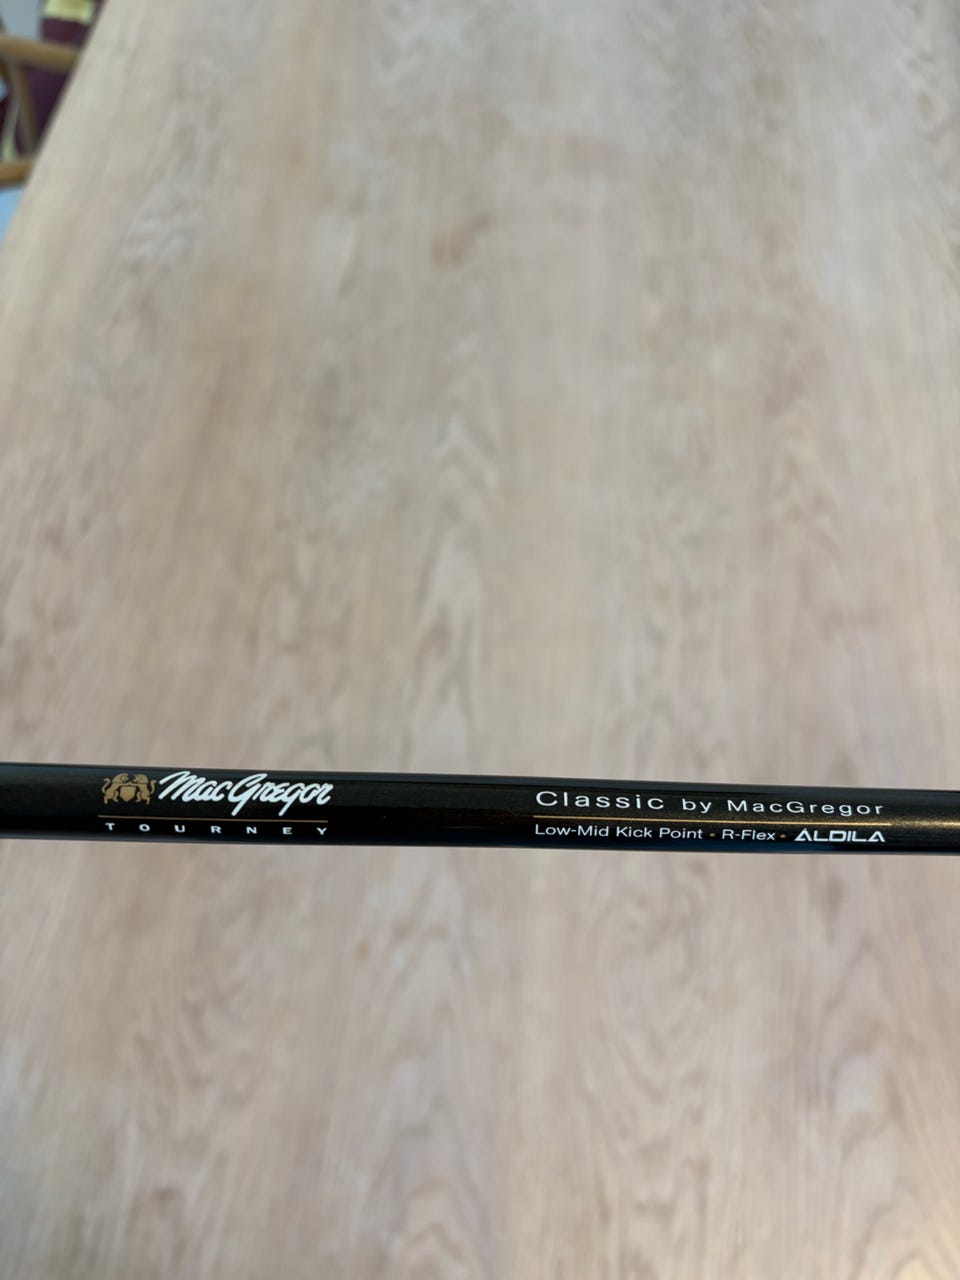 MacGregor
TOURNEY
Classic by MacGregor
Low-Mid Kick Point • R-Flex • ALDILA